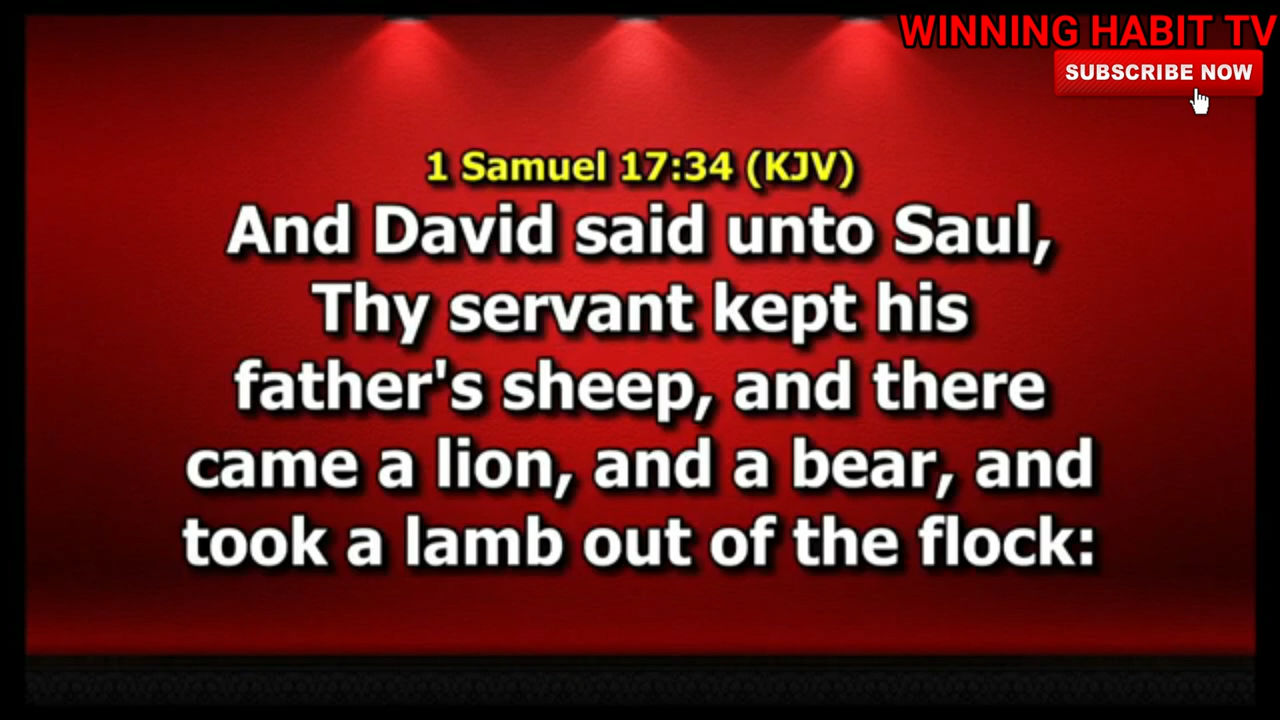 WINNING HABIT TV
SUBSCRIBE NOW
1 Samuel 17:34 (KJV)
And David said unto Saul,
Thy servant kept his
father's sheep, and there
came a lion, and a bear, and
took a lamb out of the flock: